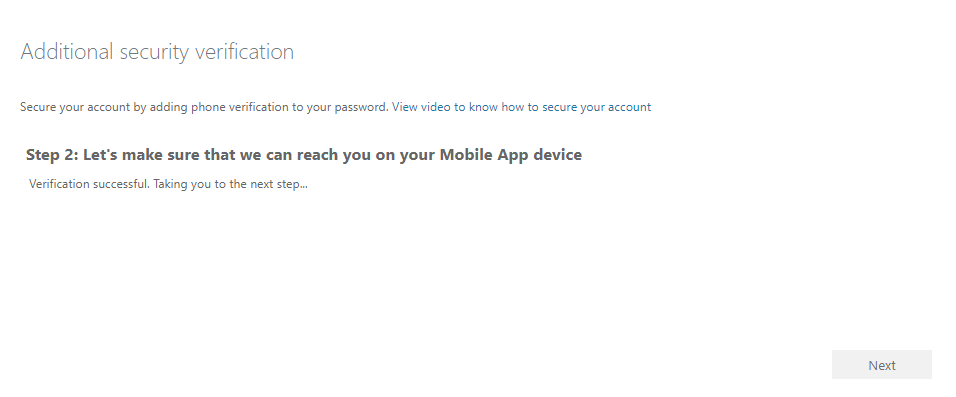 Additional security verification
Secure your account by adding phone verification to your password. View video to know how to secure your account
Step 2: Let's make sure that we can reach you on your Mobile App device
Verification successful. Taking you to the next step...
Next